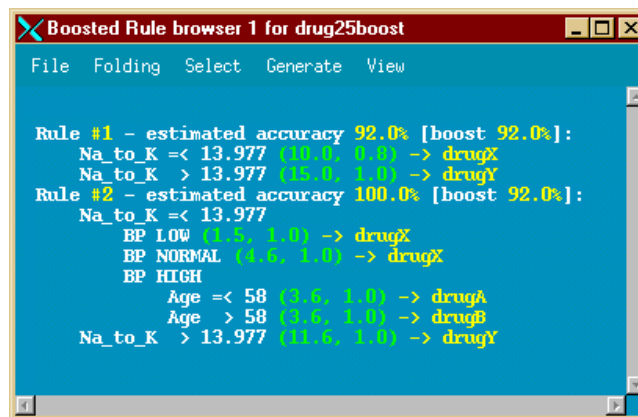 Boosted Rule browser 1 for drug25boost
File Folding Select Generate View
Rule #1 - estimated accuracy 92.0% [boost 92.0%]:
Na_to_K =< 13.977 (10.0, 0.8) -> drugX
Na_to_K > 13.977 (15.0, 1.0) -> drugY
Rule #2 - estimated accuracy 100.0% [boost 92.0%]:
Na_to_K =< 13.977
BP LOW (1.5, 1.0) -> drugX
BP NORMAL (4.6, 1.0) -> drugX
BP HIGH
Age =< 58 (3.6, 1.0) -> drugA
Age > 58 (3.6, 1.0) -> drugB
Na_to_K > 13.977 (11.6, 1.0) -> drugY